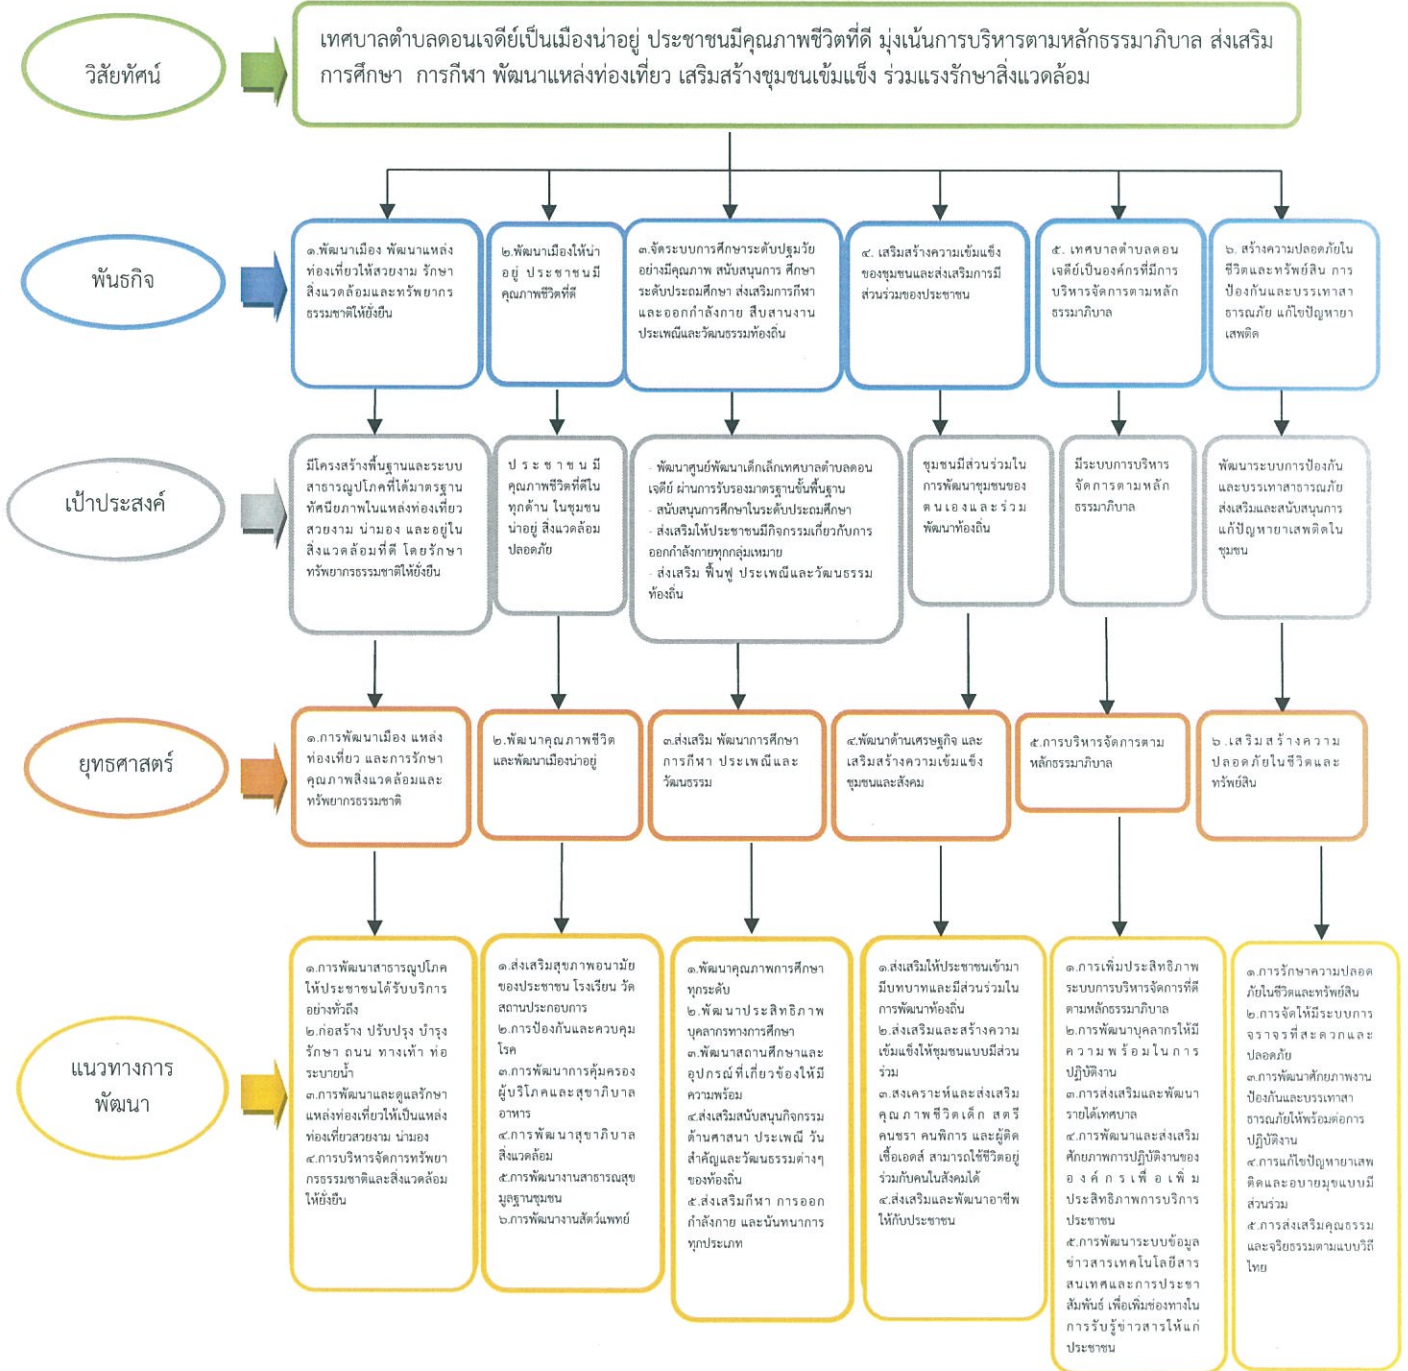 วิสัยทัศน์
เทศบาลตำบลดอนเจดีย์เป็นเมืองน่าอยู่ ประชาชนมีคุณภาพชีวิตที่ดี มุ่งเน้นการบริหารตามหลักธรรมาภิบาล ส่งเสริม
การศึกษา การกีฬา พัฒนาแหล่งท่องเที่ยว เสริมสร้างชุมชนเข้มแข็ง ร่วมแรงรักษาสิ่งแวดล้อม
พันธกิจ
๑.พัฒนาเมือง พัฒนาแหล่ง
ท่องเที่ยวให้สวยงาม รักษา
สิ่งแวดล้อมและทรัพยากร
ธรรมชาติให้ยั่งยืน
๒.พัฒนาเมืองให้น่า
อยู่ ประชาชนมี
คุณภาพชีวิตที่ดี
๓.จัดระบบการศึกษาระดับปฐมวัย
อย่างมีคุณภาพ สนับสนุนการ ศึกษา
ระดับประถมศึกษา ส่งเสริมการกีฬา
และออกกำลังกาย สืบสานงาน
ประเพณีและวัฒนธรรมท้องถิ่น
๔. เสริมสร้างความเข้มแข็ง
ของชุมชนและส่งเสริมการมี
ส่วนร่วมของประชาชน
๕. เทศบาลตำบลดอน
เจดีย์เป็นองค์กรที่มีการ
บริหารจัดการตามหลัก
ธรรมาภิบาล
๖. สร้างความปลอดภัยใน
ชีวิตและทรัพย์สิน การ
ป้องกันและบรรเทาสา
ธารณภัย แก้ไขปัญหายา
เสพติด
เป้าประสงค์
มีโครงสร้างพื้นฐานและระบบ
สาธารณูปโภคที่ได้มาตรฐาน
ทัศนียภาพในแหล่งท่องเที่ยว
สวยงาม น่ามอง และอยู่ใน
สิ่งแวดล้อมที่ดี โดยรักษา
ทรัพยากรธรรมชาติให้ยั่งยืน
ประชาชนมี
คุณภาพชีวิตที่ดีใน
ทุกด้าน ในชุมชน
น่าอยู่ สิ่งแวดล้อม
ปลอดภัย
- พัฒนาศูนย์พัฒนาเด็กเล็กเทศบาลตำบลดอน
เจดีย์ ผ่านการรับรองมาตรฐานขั้นพื้นฐาน
- สนับสนุนการศึกษาในระดับประถมศึกษา
- ส่งเสริมให้ประชาชนมีกิจกรรมเกี่ยวกับการ
ออกกำลังกายทุกกลุ่มเหมาย
- ส่งเสริม ฟื้นฟู ประเพณีและวัฒนธรรม
ท้องถิ่น
ชุมชนมีส่วนร่วมใน
การพัฒนาชุมชนของ
ตนเองและร่วม
พัฒนาท้องถิ่น
มีระบบการบริหาร
จัดการตามหลัก
ธรรมาภิบาล
พัฒนาระบบการป้องกัน
และบรรเทาสาธารณภัย
ส่งเสริมและสนับสนุนการ
แก้ปัญหายาเสพติดใน
ชุมชน
ยุทธศาสตร์
๑.การพัฒนาเมือง แหล่ง
ท่องเที่ยว และการรักษา
คุณภาพสิ่งแวดล้อมและ
ทรัพยากรธรรมชาติ
๒.พัฒนาคุณภาพชีวิต
และพัฒนาเมืองน่าอยู่
๓.ส่งเสริม พัฒนาการศึกษา
การกีฬา ประเพณีและ
วัฒนธรรม
๔.พัฒนาด้านเศรษฐกิจ และ
เสริมสร้างความเข้มแข็ง
ชุมชนและสังคม
๕.การบริหารจัดการตาม
หลักธรรมาภิบาล
๖.เสริมสร้างความ
ปลอดภัยในชีวิตและ
ทรัพย์สิน
แนวทางการ
พัฒนา
๑.การพัฒนาสาธารณูปโภค
ให้ประชาชนได้รับบริการ
อย่างทั่วถึง
๒.ก่อสร้าง ปรับปรุง บำรุง
รักษา ถนน ทางเท้า ท่อ
ระบายน้ำ
๓.การพัฒนาและดูแลรักษา
แหล่งท่องเที่ยวให้เป็นแหล่ง
ท่องเที่ยวสวยงาม น่ามอง
๔.การบริหารจัดการทรัพยา
กรธรรมชาติและสิ่งแวดล้อม
ให้ยั่งยืน
๑.ส่งเสริมสุขภาพอนามัย
ของประชาชน โรงเรียน วัด
สถานประกอบการ
๒.การป้องกันและควบคุม
โรค
๓.การพัฒนาการคุ้มครอง
ผู้บริโภคและสุขาภิบาล
อาหาร
๔.การพัฒนาสุขาภิบาล
สิ่งแวดล้อม
๕.การพัฒนางานสาธารณสุข
มูลฐานชุมชน
๖.การพัฒนางานสัตว์แพทย์
๑.พัฒนาคุณภาพการศึกษา
ทุกระดับ
๒.พัฒนาประสิทธิภาพ
บุคลากรทางการศึกษา
๓.พัฒนาสถานศึกษาและ
อุปกรณ์ที่เกี่ยวข้องให้มี
ความพร้อม
๔.ส่งเสริมสนับสนุนกิจกรรม
ด้านศาสนา ประเพณี วัน
สำคัญและวัฒนธรรมต่างๆ
ของท้องถิ่น
๕.ส่งเสริมกีฬา การออก
กำลังกาย และนันทนาการ
ทุกประเภท
๑.ส่งเสริมให้ประชาชนเข้ามา
มีบทบาทและมีส่วนร่วมใน
การพัฒนาท้องถิ่น
๒.ส่งเสริมและสร้างความ
เข้มแข็งให้ชุมชนแบบมีส่วน
ร่วม
๓.สงเคราะห์และส่งเสริม
คุณภาพชีวิตเด็ก สตรี
คนชรา คนพิการ และผู้ติด
เชื้อเอดส์ สามารถใช้ชีวิตอยู่
ร่วมกับคนในสังคมได้
๔.ส่งเสริมและพัฒนาอาชีพ
ให้กับประชาชน
๑.การเพิ่มประสิทธิภาพ
ระบบการบริหารจัดการที่ดี
ตามหลักธรรมาภิบาล
๒.การพัฒนาบุคลากรให้มี
ความพร้อมในการ
ปฏิบัติงาน
๓.การส่งเสริมและพัฒนา
รายได้เทศบาล
๔.การพัฒนาและส่งเสริม
ศักยภาพการปฏิบัติงานของ
องค์กรเพื่อเพิ่ม
ประสิทธิภาพการบริการ
ประชาชน
๕.การพัฒนาระบบข้อมูล
ข่าวสารเทคโนโลยีสาร
สนเทศและการประชา
สัมพันธ์ เพื่อเพิ่มช่องทางใน
การรับรู้ข่าวสารให้แก่
ประชาชน
๑.การรักษาความปลอด
ภัยในชีวิตและทรัพย์สิน
๒.การจัดให้มีระบบการ
จราจรที่สะดวกและ
ปลอดภัย
๓.การพัฒนาศักยภาพงาน
ป้องกันและบรรเทาสา
ธารณภัยให้พร้อมต่อการ
ปฏิบัติงาน
๔.การแก้ไขปัญหายาเสพ
ติดและอบายมุขแบบมี
ส่วนร่วม
๕.การส่งเสริมคุณธรรม
และจริยธรรมตามแบบวิถี
ไทย